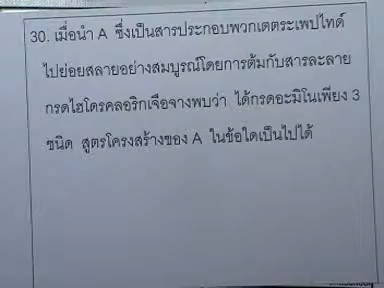 30. เมื่อนำ A ซึ่งเป็นสารประกอบพวกเตตระเพปไทด์
ไปย่อยสลายอย่างสมบูรณ์โดยการต้มกับสารละลาย
กรดไฮโดรคลอริกเจือจางพบว่า ได้กรดอะมิโนเพียง 3
ชนิด สูตรโครงสร้างของ A ในข้อใดเป็นไปได้